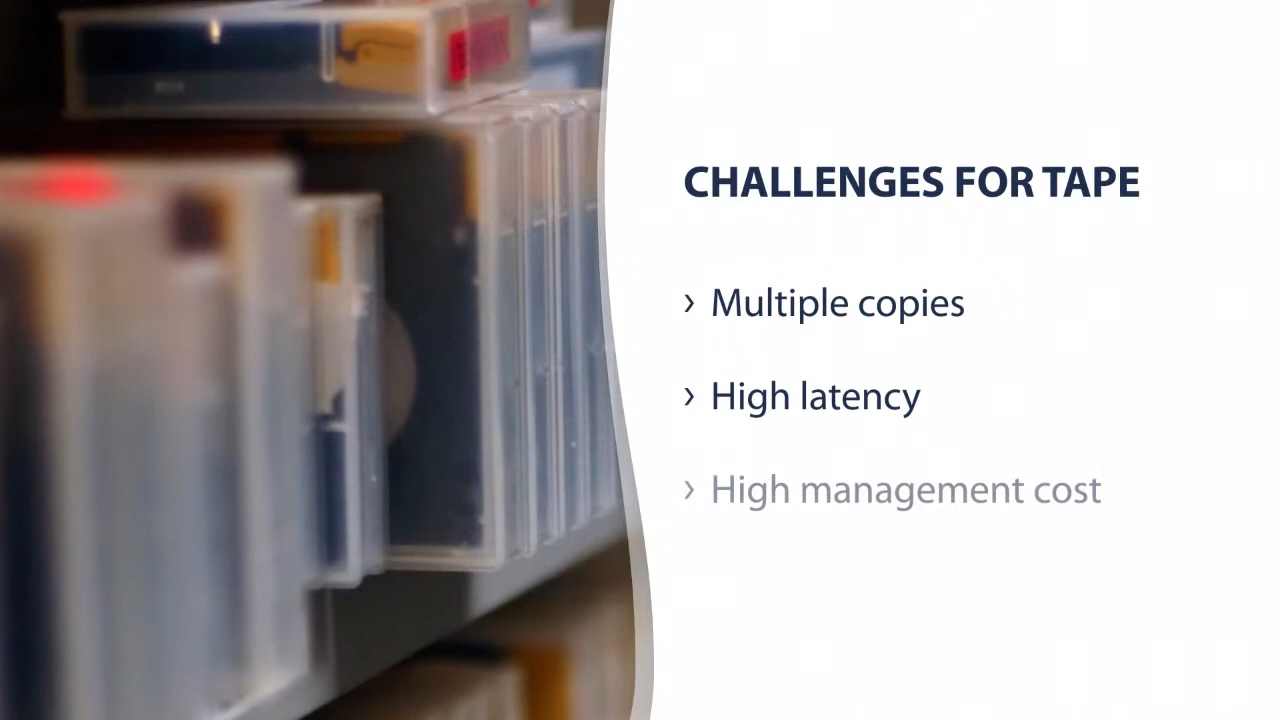 CHALLENGES FOR TAPE
› Multiple copies
› High latency
› High management cost